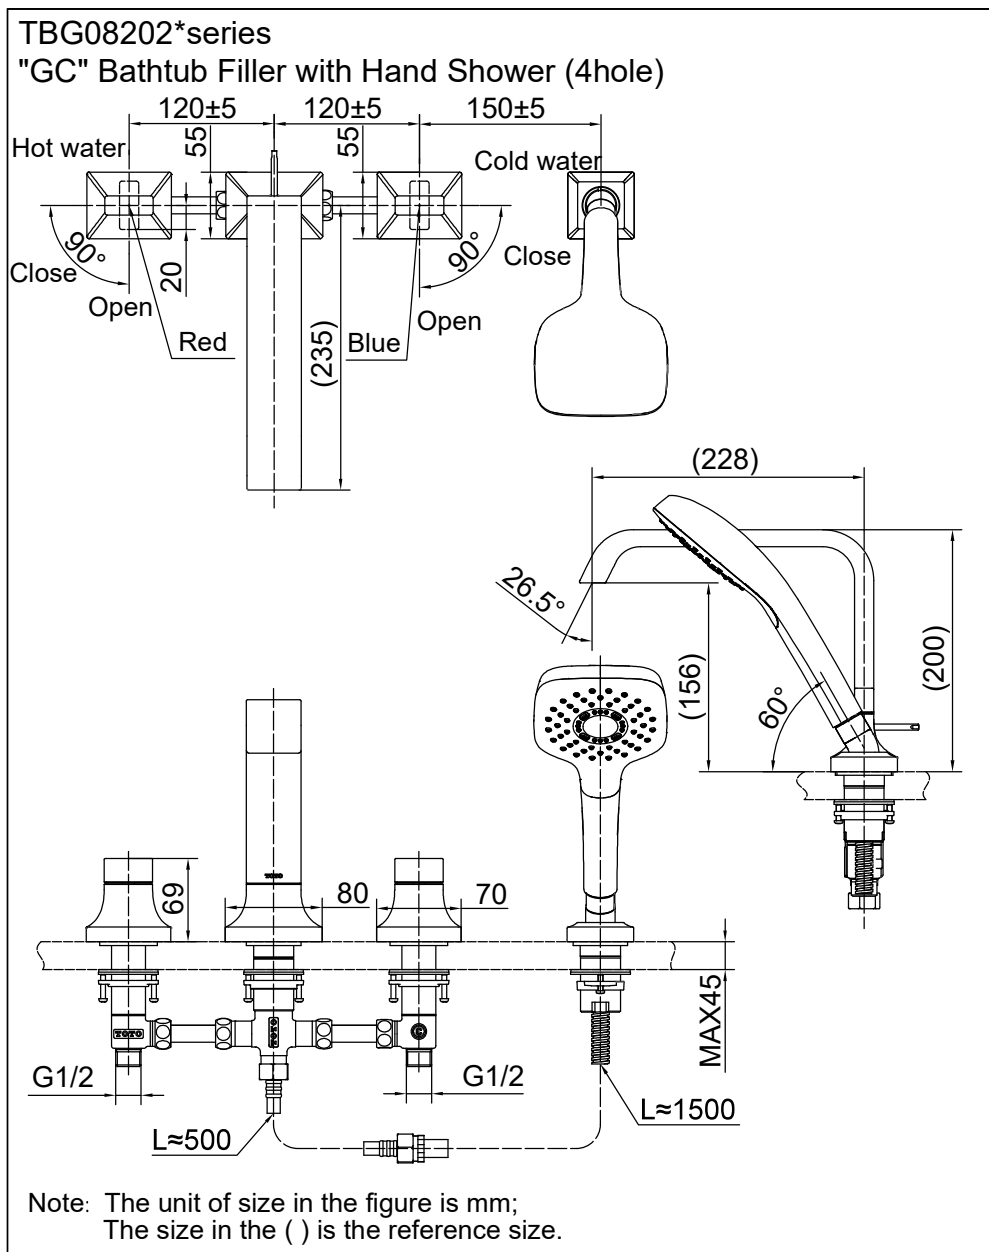 TBG08202*series
"GC" Bathtub Filler with Hand Shower (4hole)
120±5
120±5
150±5
Hot water
55
55
Cold water
90°
Close
20
Open
Red
(235)
Blue
90°
Close
Open
(228)
26.5°
(156)
60°
(200)
TOTO
69
80
70
MAX45
TOTO
TOTO
G1/2
G1/2
L≈500
L≈1500
Note: The unit of size in the figure is mm;
The size in the ( ) is the reference size.